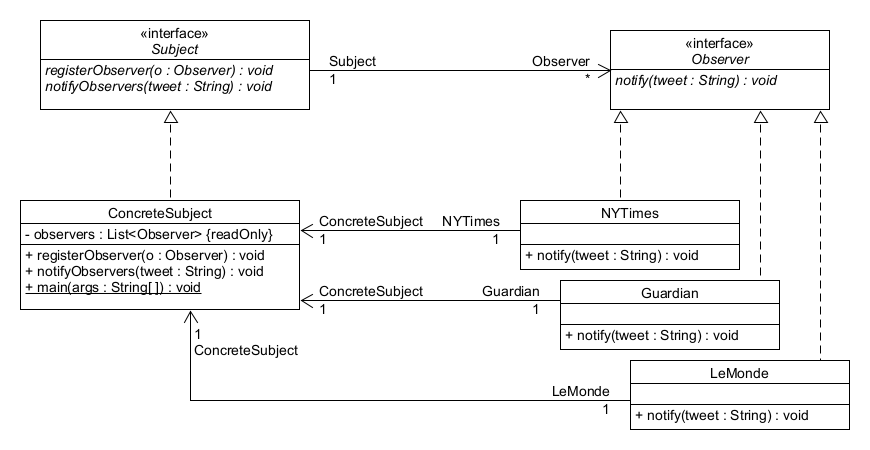 «interface»
Subject
registerObserver(o : Observer) : void
notifyObservers(tweet : String) : void
Subject
1
Observer
*
«interface»
Observer
notify(tweet : String) : void
ConcreteSubject
- observers : List<Observer> {readOnly}
+ registerObserver(o : Observer) : void
+ notifyObservers(tweet : String) : void
+ main(args : String[ ]) : void
ConcreteSubject
1
NYTimes
1
NYTimes
+ notify(tweet : String) : void
ConcreteSubject
1
Guardian
1
Guardian
+ notify(tweet : String) : void
1
ConcreteSubject
LeMonde
1
LeMonde
+ notify(tweet : String) : void